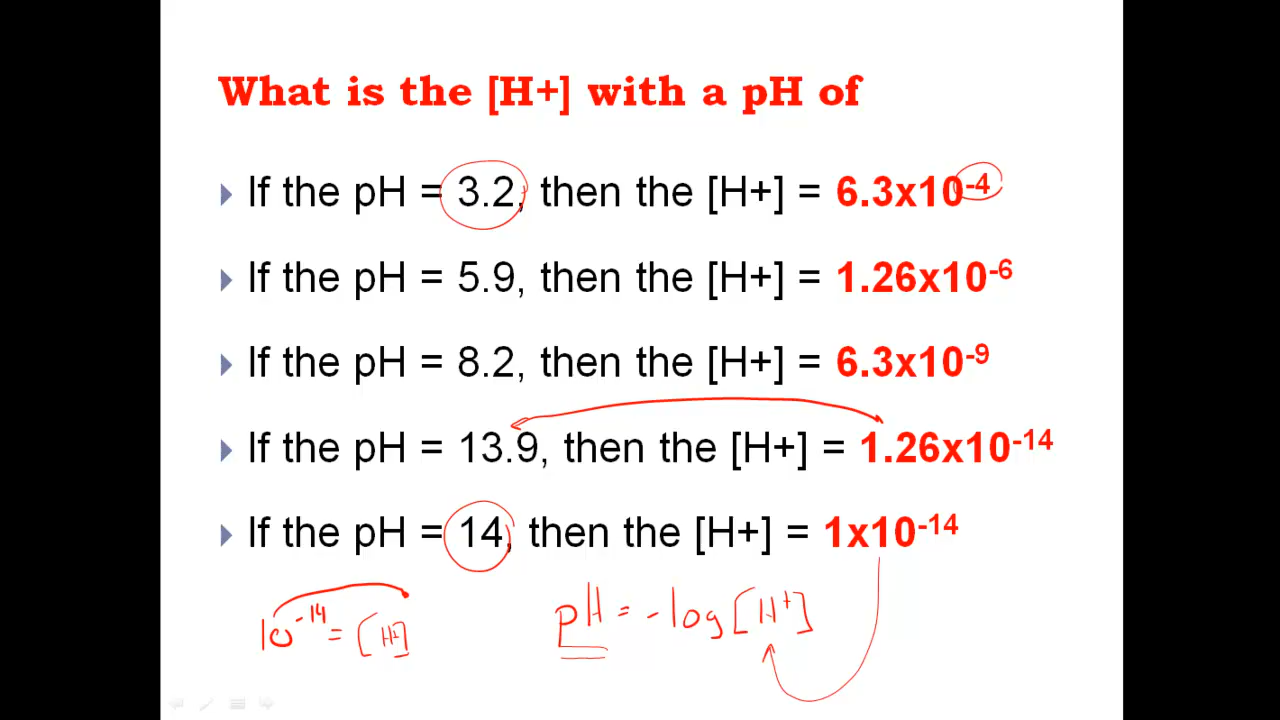 What is the [H+] with a pH of
If the pH = 3.2, then the [H+] = 6.3x10⁻⁴
If the pH = 5.9, then the [H+] = 1.26x10⁻⁶
If the pH = 8.2, then the [H+] = 6.3x10⁻⁹
If the pH = 13.9, then the [H+] = 1.26x10⁻¹⁴
If the pH = 14, then the [H+] = 1x10⁻¹⁴
10⁻¹⁴ = [H⁺] pH = -log [H⁺]